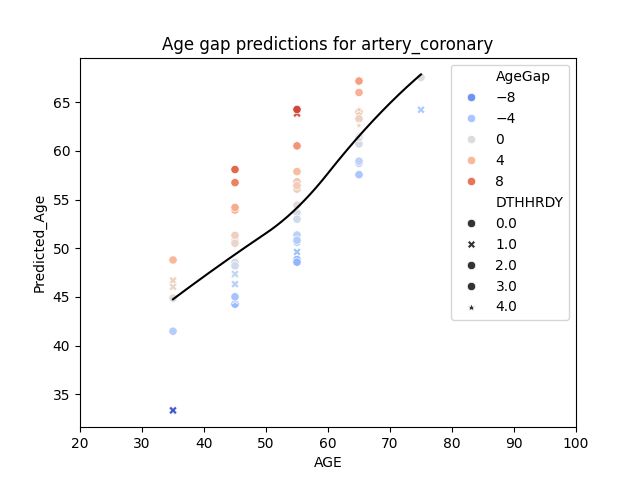 Age gap predictions for artery_coronary
Predicted_Age
65
60
55
50
45
40
35
20 30 40 50 60 70 80 90 100
AGE
AgeGap
−8
−4
0
4
8
DTHHRDY
0.0
1.0
2.0
3.0
4.0